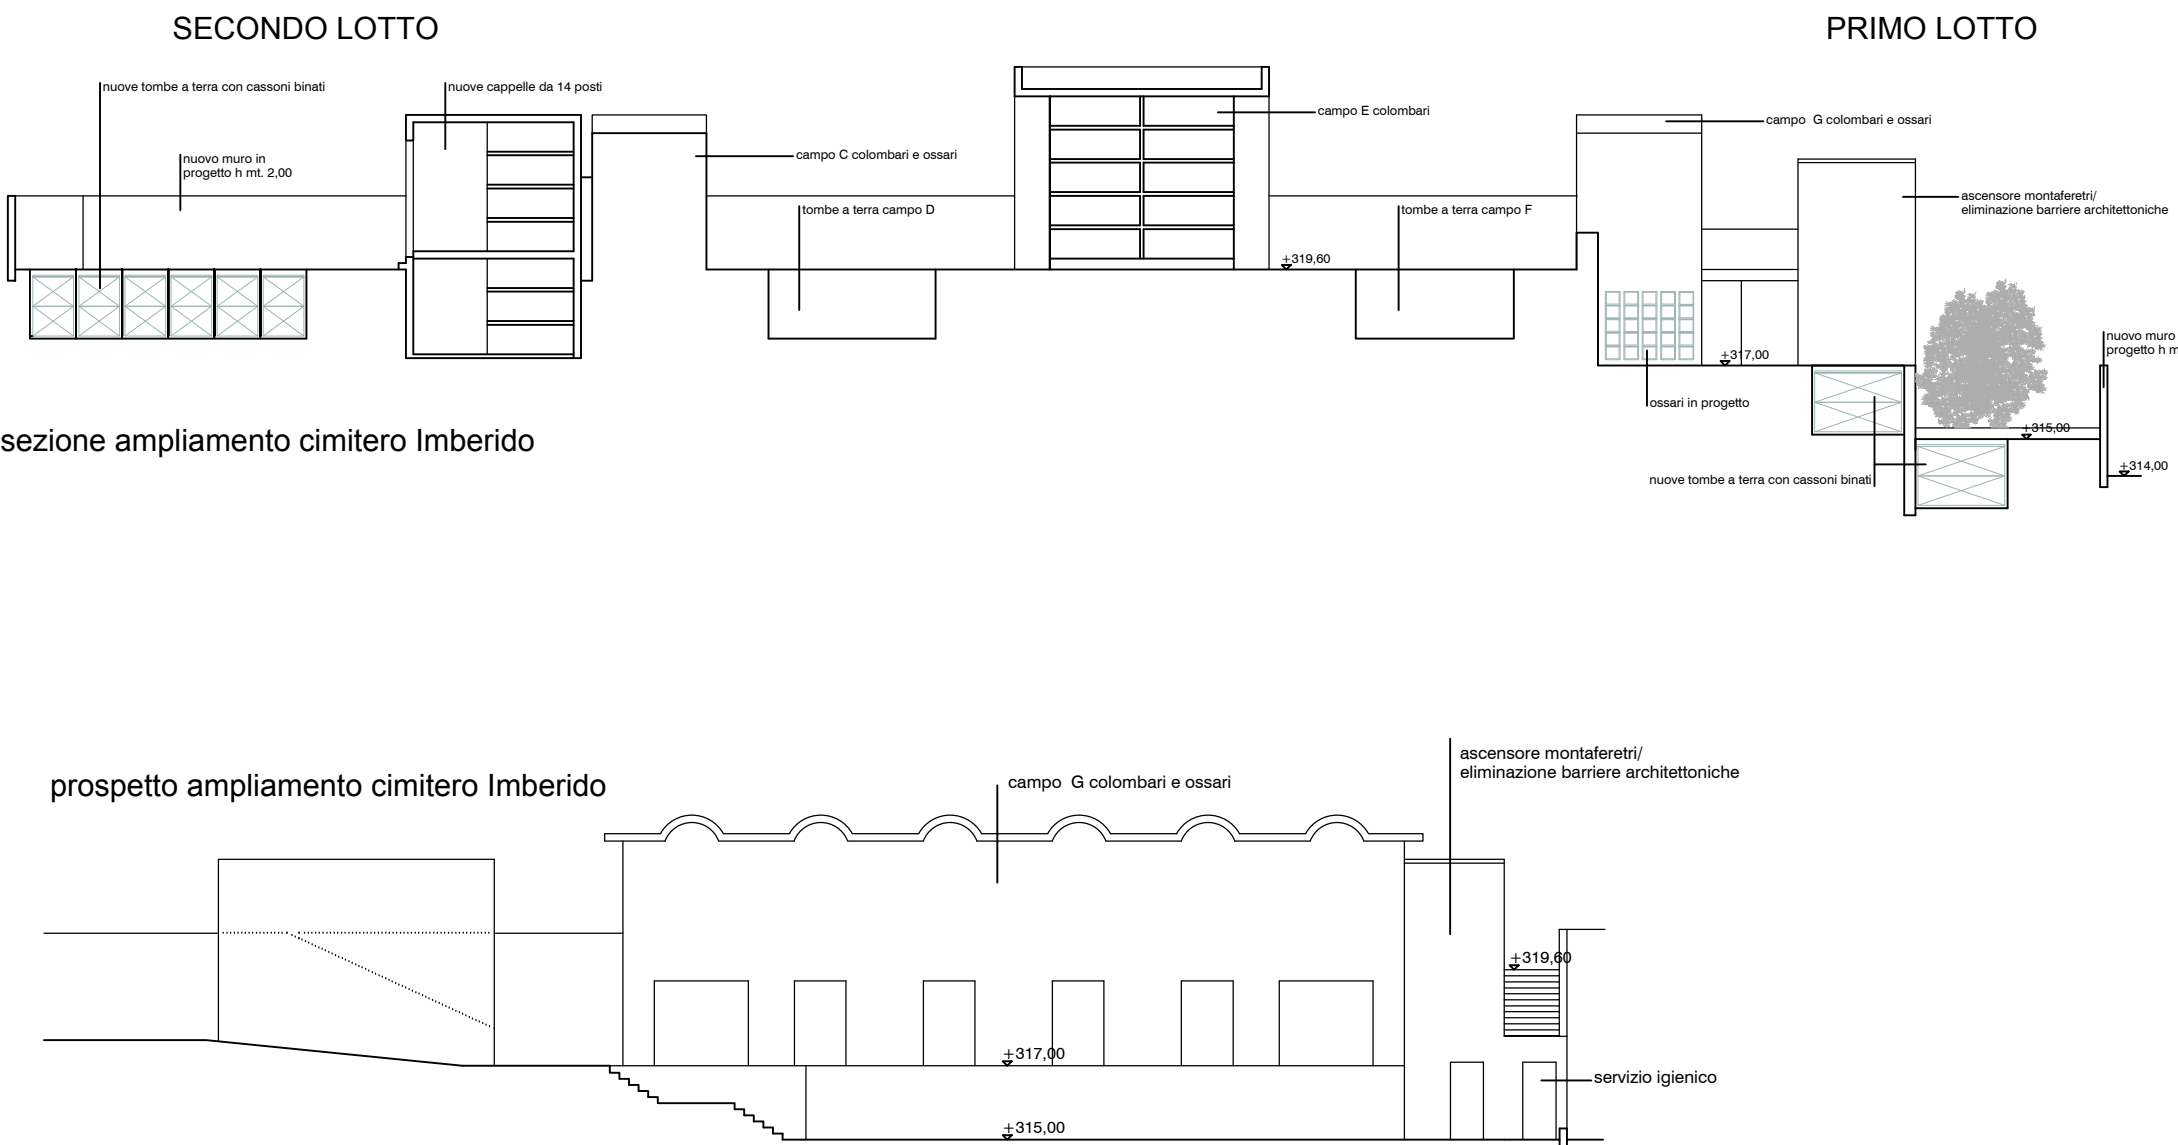 SECONDO LOTTO
PRIMO LOTTO
nuove tombe a terra con cassoni binati
nuove cappelle da 14 posti
campo E colombari
campo  G colombari e ossari
nuovo muro in
progetto h mt. 2,00
campo C colombari e ossari
ascensore montaferetri/
eliminazione barriere architettoniche
tombe a terra campo D
tombe a terra campo F
+319,60
nuovo muro
progetto h m
+317,00
ossari in progetto
+315,00
sezione ampliamento cimitero Imberido
+314,00
nuove tombe a terra con cassoni binati
prospetto ampliamento cimitero Imberido
campo  G colombari e ossari
ascensore montaferetri/
eliminazione barriere architettoniche
+319,60
+317,00
servizio igienico
+315,00